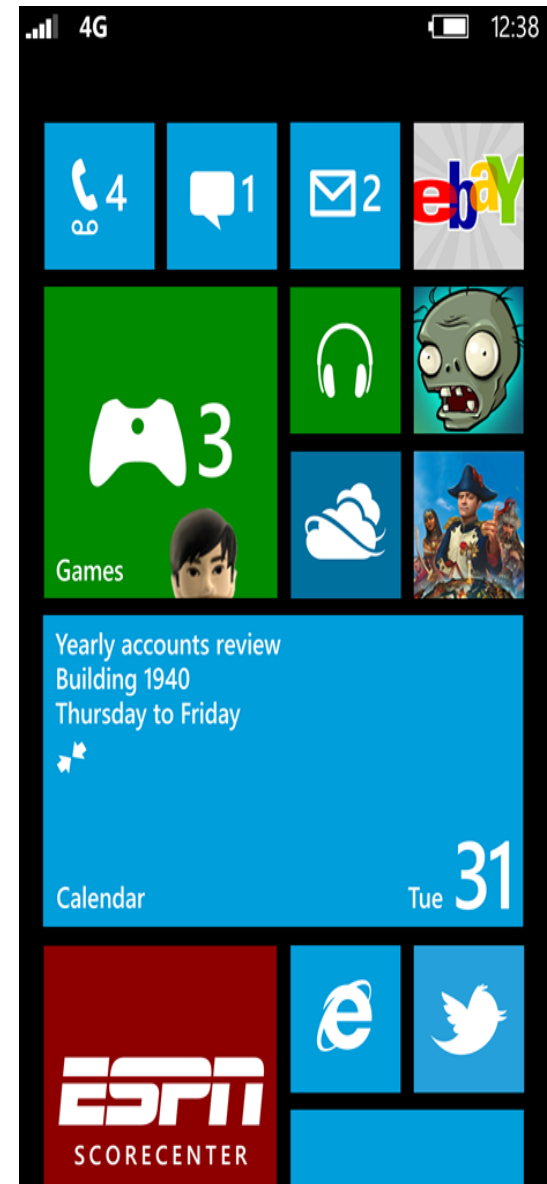 4G 12:38
4 1 2 ebaY
3
Games
Yearly accounts review
Building 1940
Thursday to Friday
Calendar Tue 31
ESPN
SCORECENTER